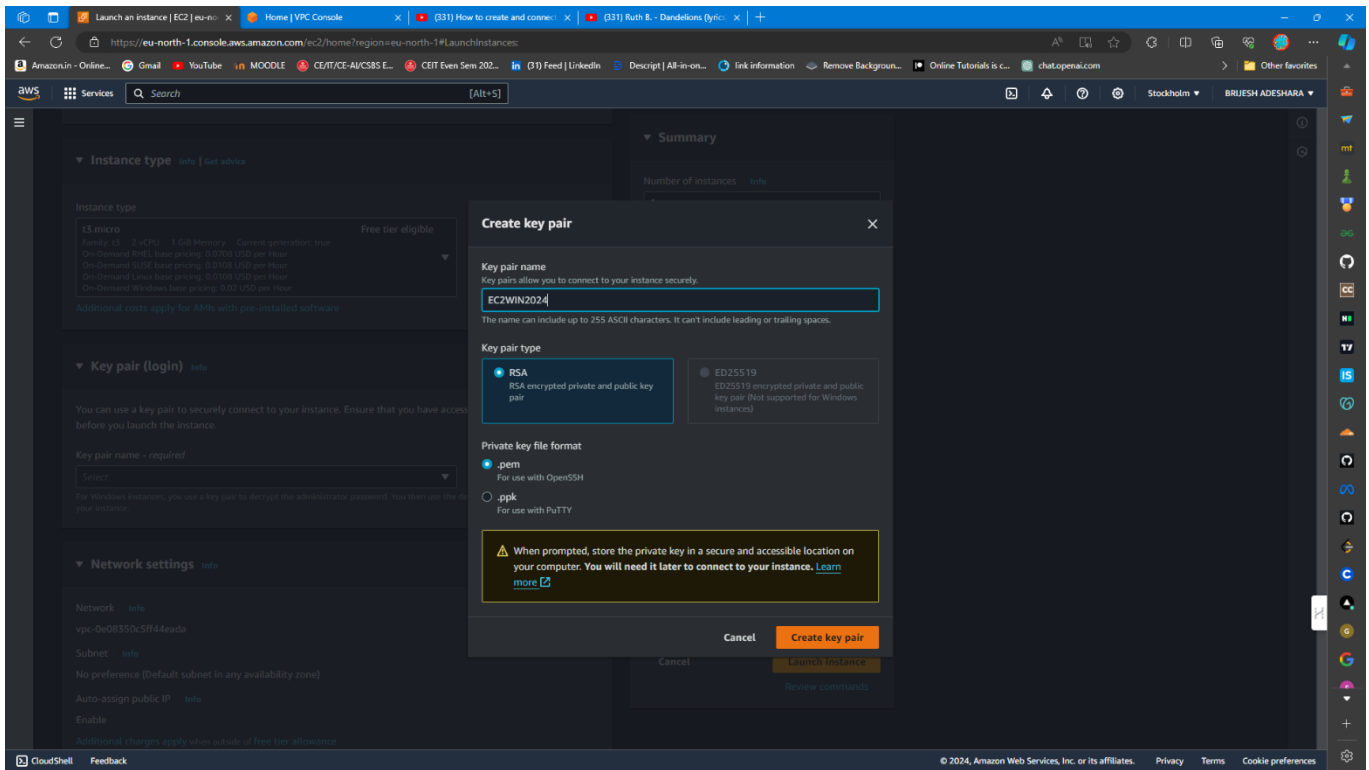 Launch an instance | EC2 | eu-no
Home | VPC Console
(331) How to create and connect
(331) Ruth B. - Dandelions (lyric
https://eu-north-1.console.aws.amazon.com/ec2/home?region=eu-north-1#LaunchInstances:
Amazon.in - Online...
Gmail
YouTube
MOODLE
CE/IT/CE-AI/CSBS E...
CEIT Even Sem 202...
(31) Feed | LinkedIn
Descript | All-in-on...
link information
Remove Backgroun...
Online Tutorials is c...
chat.openai.com
Other favorites
aws
Services
Search
[Alt+S]
Stockholm
BRIJESH ADESHARA
Instance type Info | Get advice
Instance type
t3.micro
Free tier eligible
Family: t3 2 vCPU 1 GiB Memory Current generation: true
On-Demand RHEL base pricing: 0.0708 USD per Hour
On-Demand SUSE base pricing: 0.0108 USD per Hour
On-Demand Linux base pricing: 0.0108 USD per Hour
On-Demand Windows base pricing: 0.02 USD per Hour
Additional costs apply for AMIs with pre-installed software
Key pair (login) Info
You can use a key pair to securely connect to your instance. Ensure that you have access
before you launch the instance.
Key pair name - required
Select
For Windows instances, you use a key pair to decrypt the administrator password. You then use the de
your instance.
Network settings Info
Network Info
vpc-0e08350c5ff44eada
Subnet Info
No preference (Default subnet in any availability zone)
Auto-assign public IP Info
Enable
Additional charges apply when outside of free tier allowance
Summary
Number of instances Info
Create key pair
Key pair name
Key pairs allow you to connect to your instance securely.
EC2WIN2024
The name can include up to 255 ASCII characters. It can't include leading or trailing spaces.
Key pair type
RSA
RSA encrypted private and public key
pair
ED25519
ED25519 encrypted private and public
key pair (Not supported for Windows
instances)
Private key file format
.pem
For use with OpenSSH
.ppk
For use with PuTTY
When prompted, store the private key in a secure and accessible location on
your computer. You will need it later to connect to your instance. Learn
more
Cancel
Create key pair
Cancel
Launch instance
Review commands
CloudShell
Feedback
© 2024, Amazon Web Services, Inc. or its affiliates.
Privacy
Terms
Cookie preferences